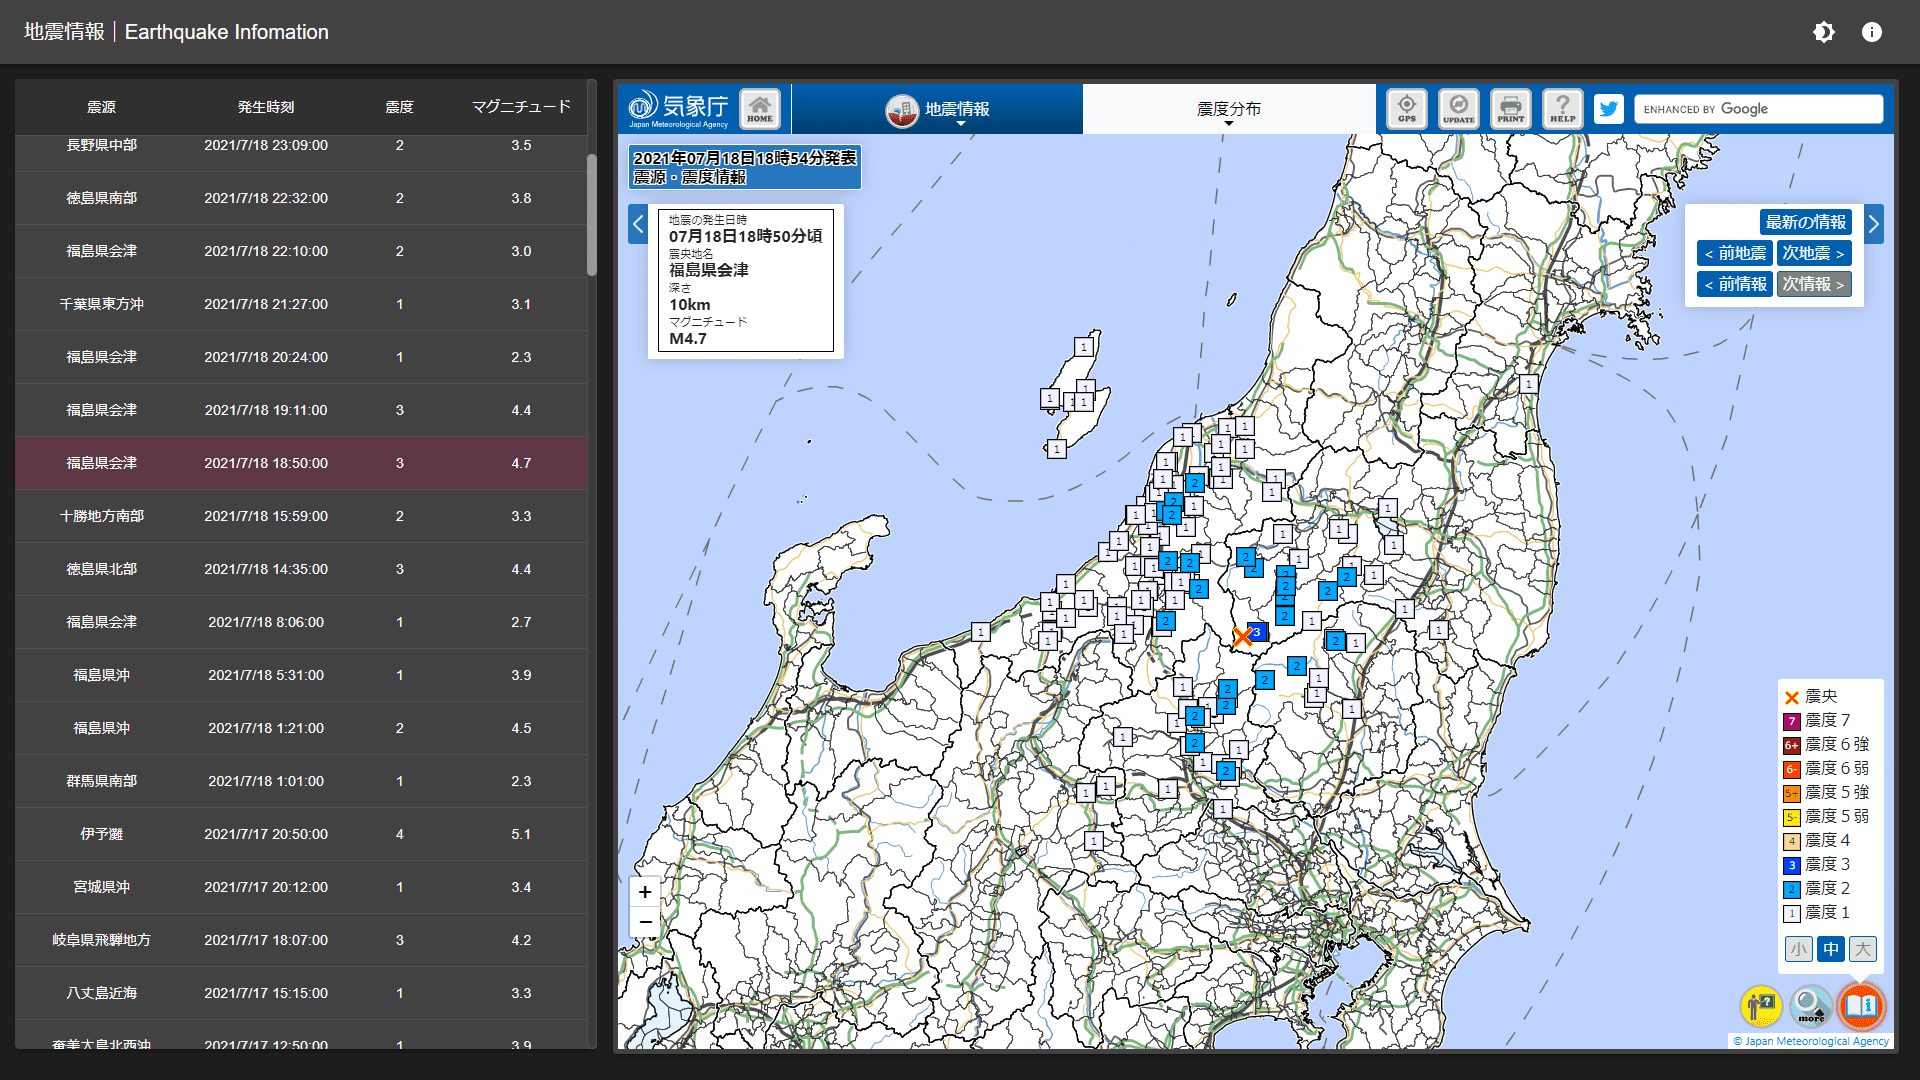 地震情報｜Earthquake Infomation
震源 発生時刻 震度 マグニチュード
長野県中部 2021/7/18 23:09:00 2 3.5
徳島県南部 2021/7/18 22:32:00 2 3.8
福島県会津 2021/7/18 22:10:00 2 3.0
千葉県東方沖 2021/7/18 21:27:00 1 3.1
福島県会津 2021/7/18 20:24:00 1 2.3
福島県会津 2021/7/18 19:11:00 3 4.4
福島県会津 2021/7/18 18:50:00 3 4.7
十勝地方南部 2021/7/18 15:59:00 2 3.3
徳島県北部 2021/7/18 14:35:00 3 4.4
福島県会津 2021/7/18 8:06:00 1 2.7
福島県沖 2021/7/18 5:31:00 1 3.9
福島県沖 2021/7/18 1:21:00 2 4.5
群馬県南部 2021/7/18 1:01:00 1 2.3
伊予灘 2021/7/17 20:50:00 4 5.1
宮城県沖 2021/7/17 20:12:00 1 3.4
岐阜県飛騨地方 2021/7/17 18:07:00 3 4.2
八丈島近海 2021/7/17 15:15:00 1 3.3
奄美大島北西沖 2021/7/17 12:50:00 1 3.9
気象庁
Japan Meteorological Agency
HOME
地震情報
震度分布
GPS
UPDATE
PRINT
HELP
ENHANCED BY Google
2021年07月18日18時54分発表
震源・震度情報
地震の発生日時
07月18日18時50分頃
震央地名
福島県会津
深さ
10km
マグニチュード
M4.7
最新の情報
< 前地震 次地震 >
< 前情報 次情報 >
+
−
震央
7 震度７
6+ 震度６強
6- 震度６弱
5+ 震度５強
5- 震度５弱
4 震度４
3 震度３
2 震度２
1 震度１
小 中 大
more
© Japan Meteorological Agency